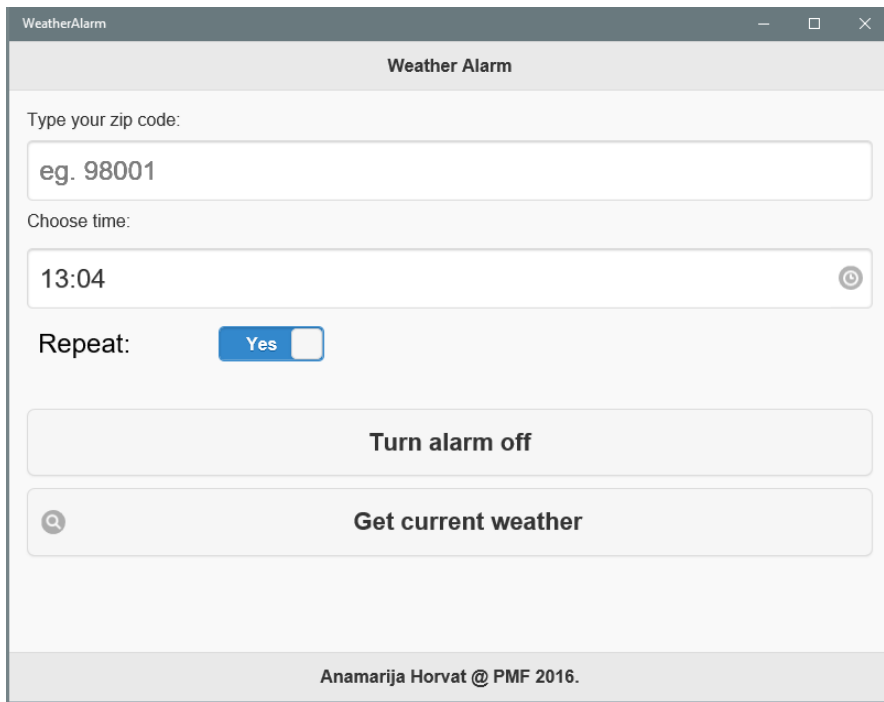 WeatherAlarm
Weather Alarm
Type your zip code:
eg. 98001
Choose time:
13:04
Repeat: Yes
Turn alarm off
Get current weather
Anamarija Horvat @ PMF 2016.